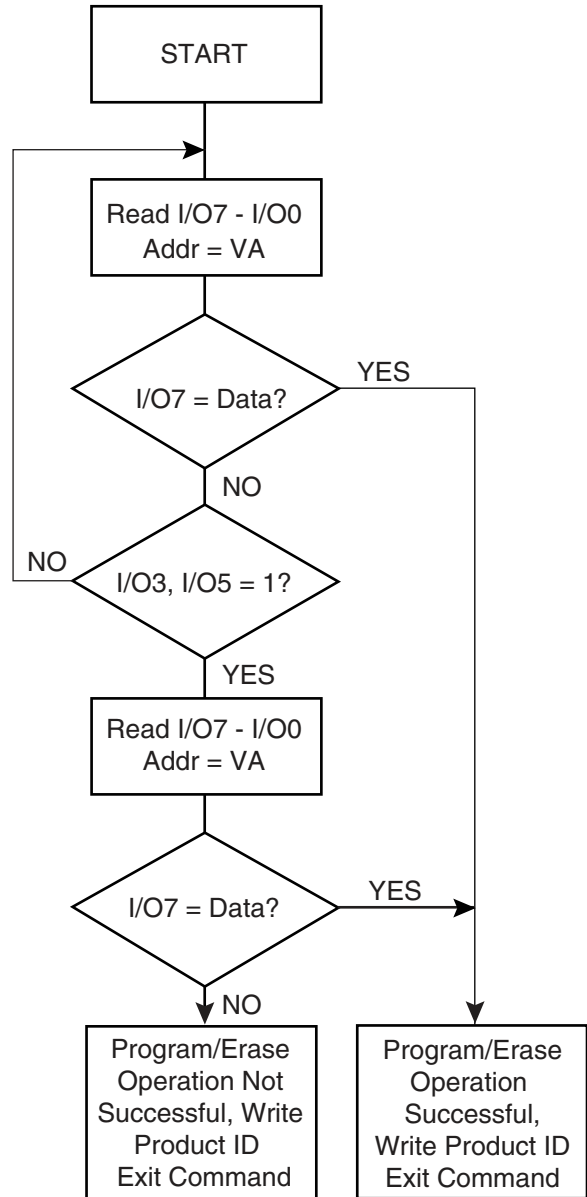 START
Read I/O7 - I/O0
Addr = VA
I/O7 = Data?
YES
NO
NO
I/O3, I/O5 = 1?
YES
Read I/O7 - I/O0
Addr = VA
I/O7 = Data?
YES
NO
Program/Erase
Operation Not
Successful, Write
Product ID
Exit Command
Program/Erase
Operation
Successful,
Write Product ID
Exit Command